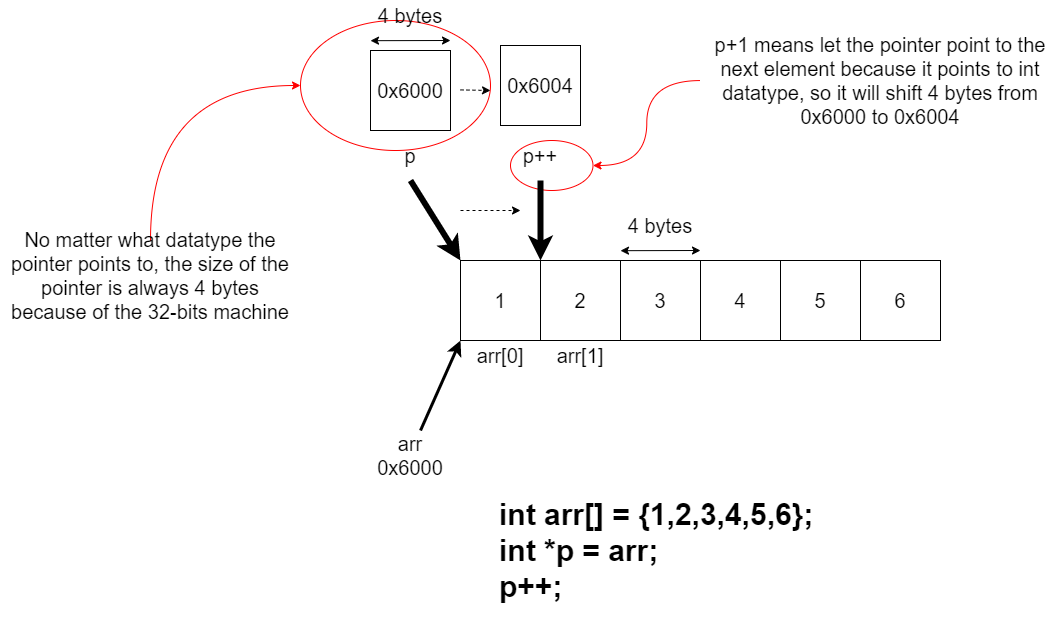 4 bytes
0x6000
0x6004
p
p++
p+1 means let the pointer point to the
next element because it points to int
datatype, so it will shift 4 bytes from
0x6000 to 0x6004
No matter what datatype the
pointer points to, the size of the
pointer is always 4 bytes
because of the 32-bits machine
4 bytes
1
2
3
4
5
6
arr[0]
arr[1]
arr
0x6000
int arr[] = {1,2,3,4,5,6};
int *p = arr;
p++;